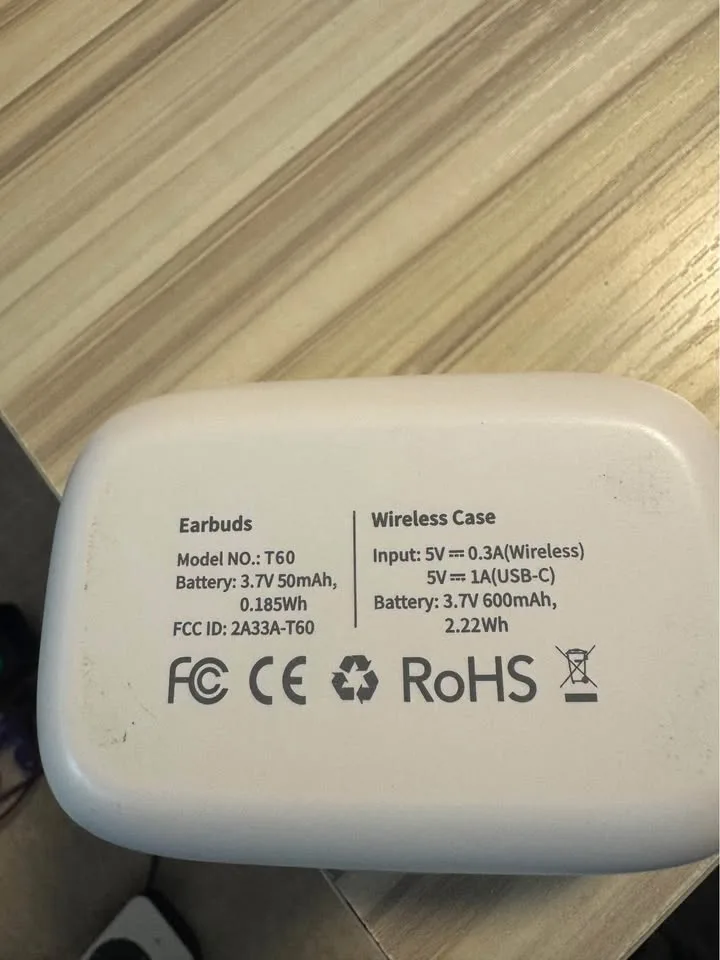 Earbuds
Model NO.: T60
Battery: 3.7V 50mAh,
0.185Wh
FCC ID: 2A33A-T60
Wireless Case
Input: 5V ⎓ 0.3A(Wireless)
5V ⎓ 1A(USB-C)
Battery: 3.7V 600mAh,
2.22Wh
FC CE RoHS